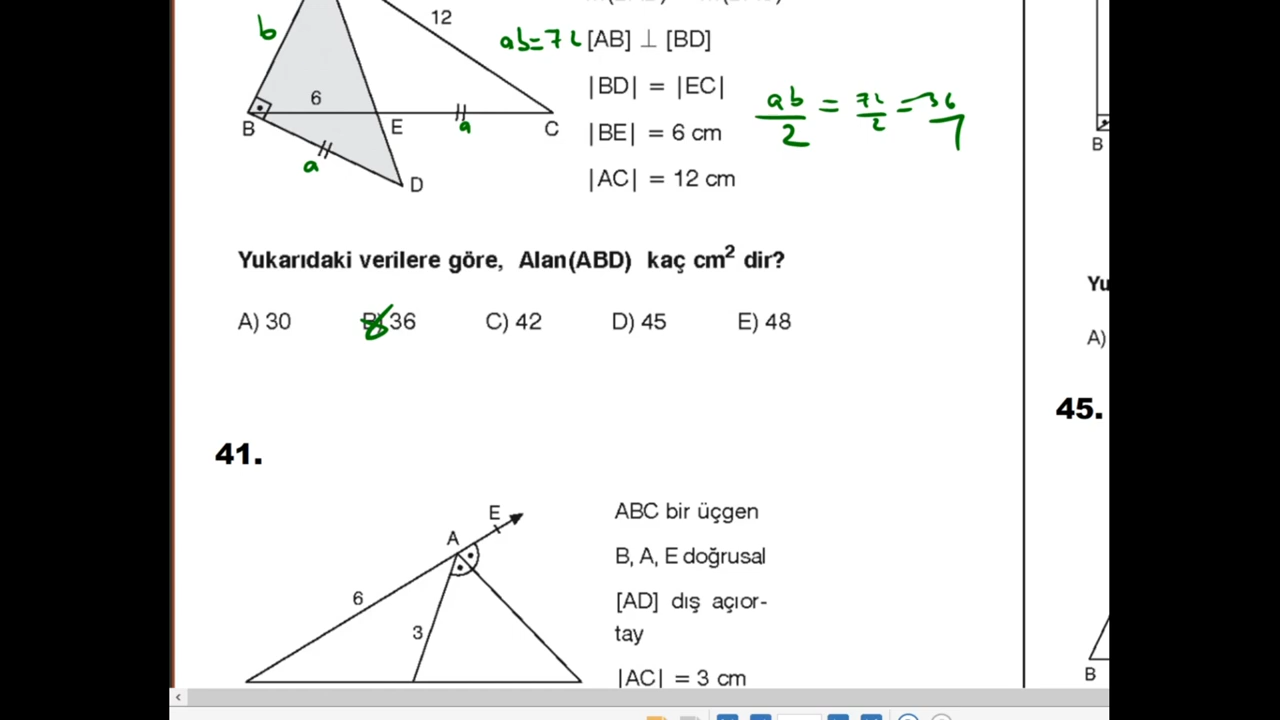 12
b
ab=72 [AB] ⊥ [BD]
6
|BD| = |EC|
ab/2 = 72/2 = 36
B
E
a
C
|BE| = 6 cm
B
a
D
|AC| = 12 cm
Yukarıdaki verilere göre, Alan(ABD) kaç cm² dir?
A) 30 B) 36 C) 42 D) 45 E) 48
Yu
A)
45.
41.
E
ABC bir üçgen
A
B, A, E doğrusal
6
[AD] dış açıor-
3
tay
|AC| = 3 cm
B